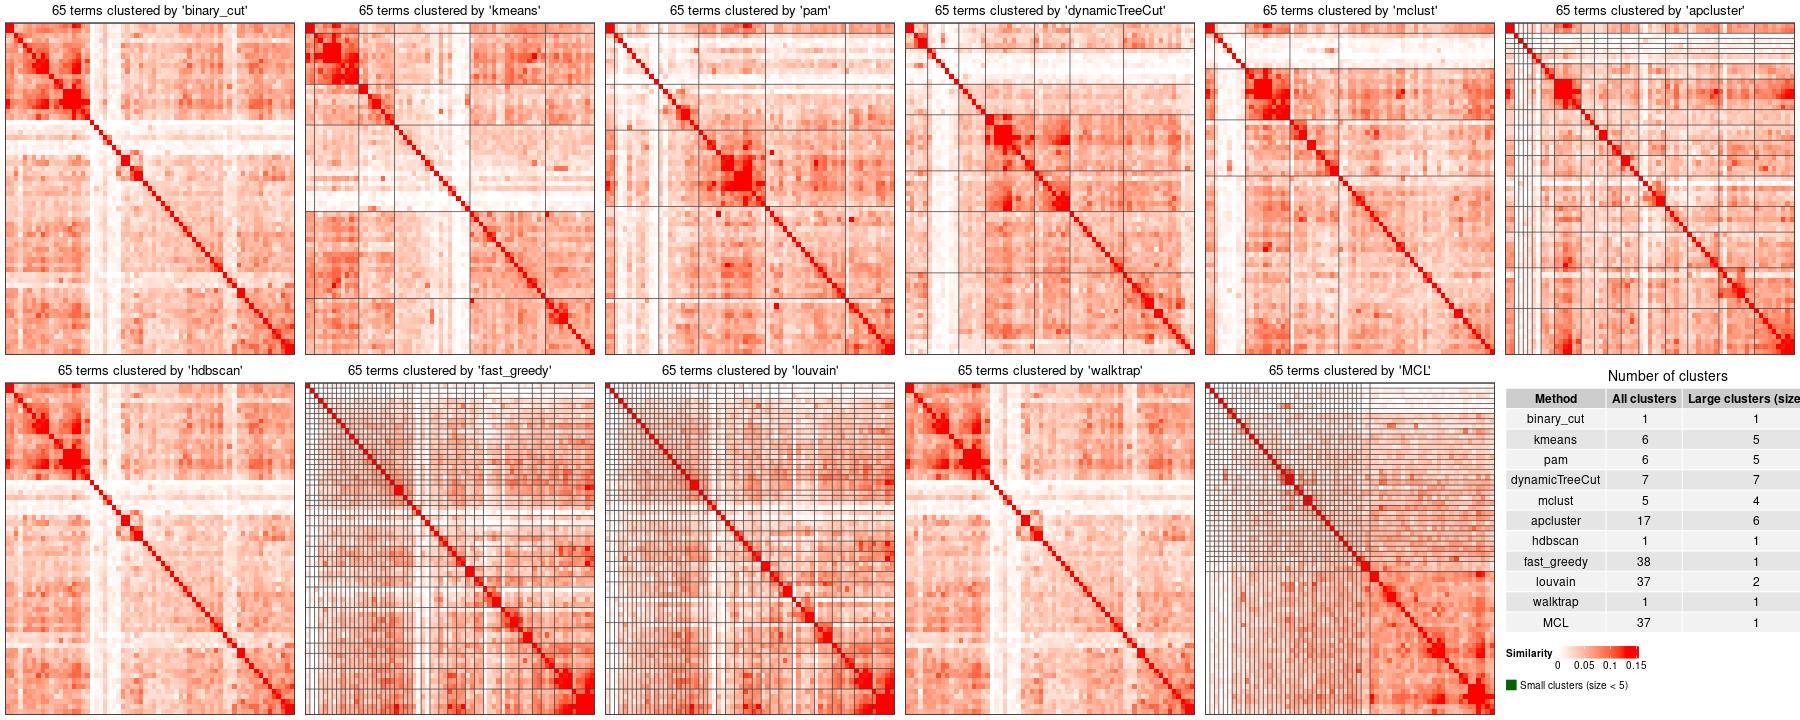 65 terms clustered by 'binary_cut'
65 terms clustered by 'kmeans'
65 terms clustered by 'pam'
65 terms clustered by 'dynamicTreeCut'
65 terms clustered by 'mclust'
65 terms clustered by 'apcluster'
65 terms clustered by 'hdbscan'
65 terms clustered by 'fast_greedy'
65 terms clustered by 'louvain'
65 terms clustered by 'walktrap'
65 terms clustered by 'MCL'
Number of clusters
Method All clusters Large clusters (size
binary_cut 1 1
kmeans 6 5
pam 6 5
dynamicTreeCut 7 7
mclust 5 4
apcluster 17 6
hdbscan 1 1
fast_greedy 38 1
louvain 37 2
walktrap 1 1
MCL 37 1
Similarity
0 0.05 0.1 0.15
Small clusters (size < 5)